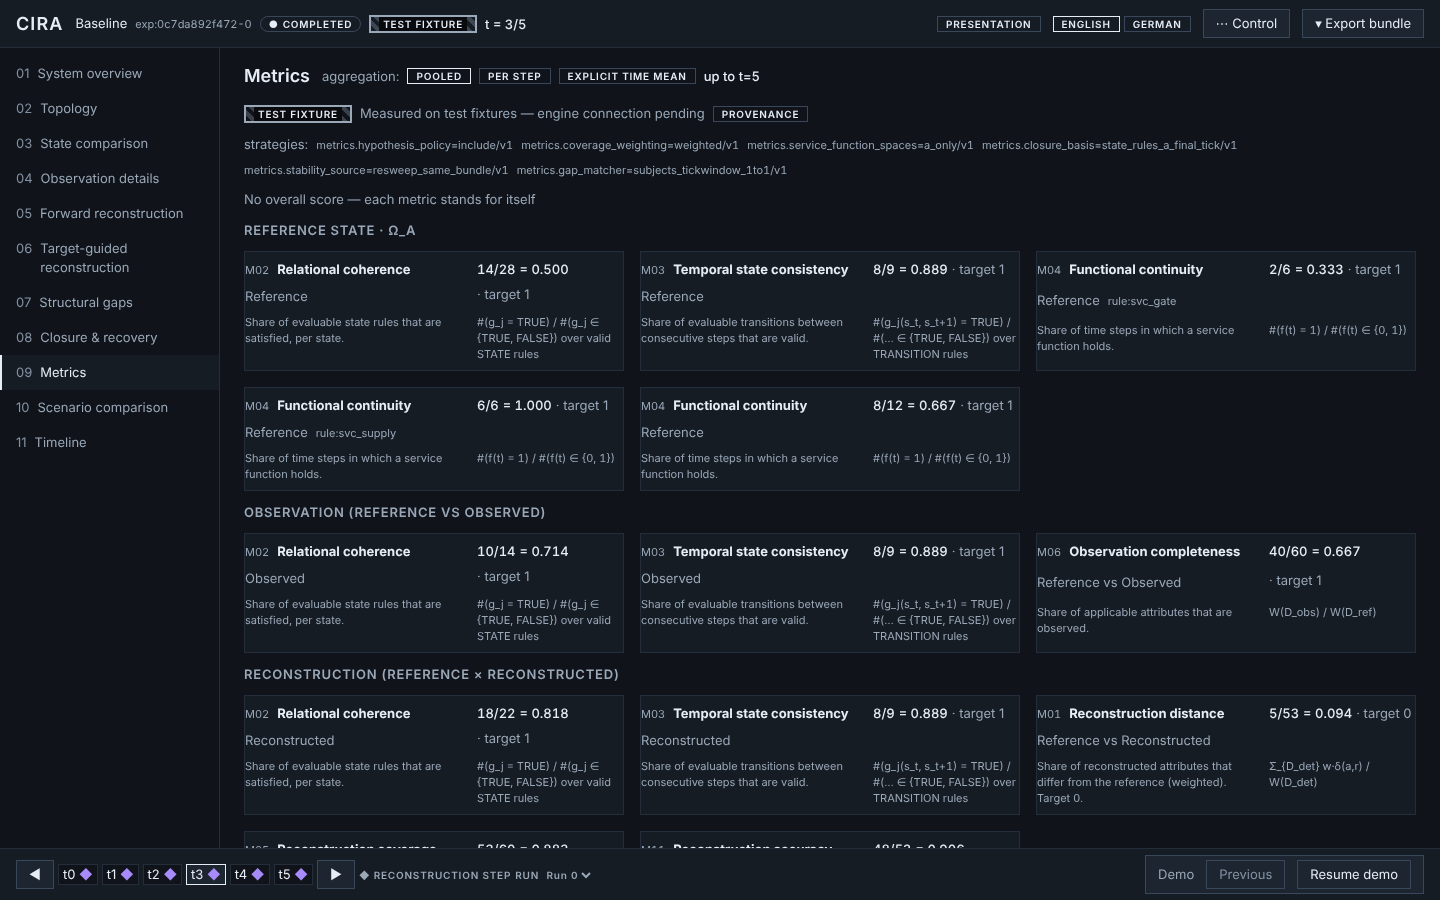 CIRA Baseline exp:0c7da892f472-0 ● COMPLETED TEST FIXTURE t = 3/5 PRESENTATION ENGLISH GERMAN ··· Control ▾ Export bundle
01 System overview
02 Topology
03 State comparison
04 Observation details
05 Forward reconstruction
06 Target-guided
reconstruction
07 Structural gaps
08 Closure & recovery
09 Metrics
10 Scenario comparison
11 Timeline
Metrics aggregation: POOLED PER STEP EXPLICIT TIME MEAN up to t=5
TEST FIXTURE Measured on test fixtures — engine connection pending PROVENANCE
strategies: metrics.hypothesis_policy=include/v1 metrics.coverage_weighting=weighted/v1 metrics.service_function_spaces=a_only/v1 metrics.closure_basis=state_rules_a_final_tick/v1
metrics.stability_source=resweep_same_bundle/v1 metrics.gap_matcher=subjects_tickwindow_1to1/v1
No overall score — each metric stands for itself
REFERENCE STATE · Ω_A
M02 Relational coherence 14/28 = 0.500
· target 1
Reference
Share of evaluable state rules that are
satisfied, per state.
#(g_j = TRUE) / #(g_j ∈
{TRUE, FALSE}) over valid
STATE rules
M03 Temporal state consistency 8/9 = 0.889 · target 1
Reference
Share of evaluable transitions between
consecutive steps that are valid.
#(g_j(s_t, s_t+1) = TRUE) /
#(... ∈ {TRUE, FALSE}) over
TRANSITION rules
M04 Functional continuity 2/6 = 0.333 · target 1
Reference rule:svc_gate
Share of time steps in which a service
function holds.
#(f(t) = 1) / #(f(t) ∈ {0, 1})
M04 Functional continuity 6/6 = 1.000 · target 1
Reference rule:svc_supply
Share of time steps in which a service
function holds.
#(f(t) = 1) / #(f(t) ∈ {0, 1})
M04 Functional continuity 8/12 = 0.667 · target 1
Reference
Share of time steps in which a service
function holds.
#(f(t) = 1) / #(f(t) ∈ {0, 1})
OBSERVATION (REFERENCE VS OBSERVED)
M02 Relational coherence 10/14 = 0.714
· target 1
Observed
Share of evaluable state rules that are
satisfied, per state.
#(g_j = TRUE) / #(g_j ∈
{TRUE, FALSE}) over valid
STATE rules
M03 Temporal state consistency 8/9 = 0.889 · target 1
Observed
Share of evaluable transitions between
consecutive steps that are valid.
#(g_j(s_t, s_t+1) = TRUE) /
#(... ∈ {TRUE, FALSE}) over
TRANSITION rules
M06 Observation completeness 40/60 = 0.667
· target 1
Reference vs Observed
Share of applicable attributes that are
observed.
W(D_obs) / W(D_ref)
RECONSTRUCTION (REFERENCE × RECONSTRUCTED)
M02 Relational coherence 18/22 = 0.818
· target 1
Reconstructed
Share of evaluable state rules that are
satisfied, per state.
#(g_j = TRUE) / #(g_j ∈
{TRUE, FALSE}) over valid
STATE rules
M03 Temporal state consistency 8/9 = 0.889 · target 1
Reconstructed
Share of evaluable transitions between
consecutive steps that are valid.
#(g_j(s_t, s_t+1) = TRUE) /
#(... ∈ {TRUE, FALSE}) over
TRANSITION rules
M01 Reconstruction distance 5/53 = 0.094 · target 0
Reference vs Reconstructed
Share of reconstructed attributes that
differ from the reference (weighted).
Target 0.
Σ_{D_det} w·δ(a,r) /
W(D_det)
◀ t0 ◆ t1 ◆ t2 ◆ t3 ◆ t4 ◆ t5 ◆ ▶ ◆ RECONSTRUCTION STEP RUN Run 0 Demo Previous Resume demo